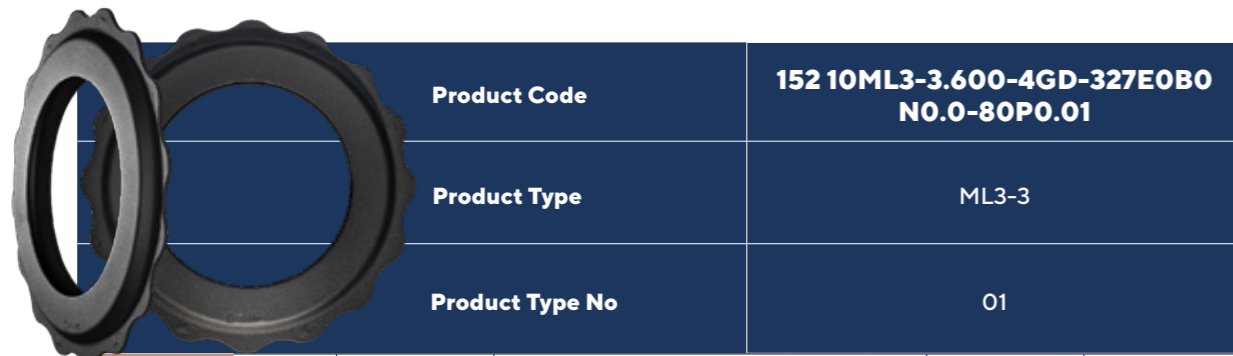 Product Code
152 10ML3-3.600-4GD-327E0B0
N0.0-80P0.01
Product Type
ML3-3
Product Type No
01